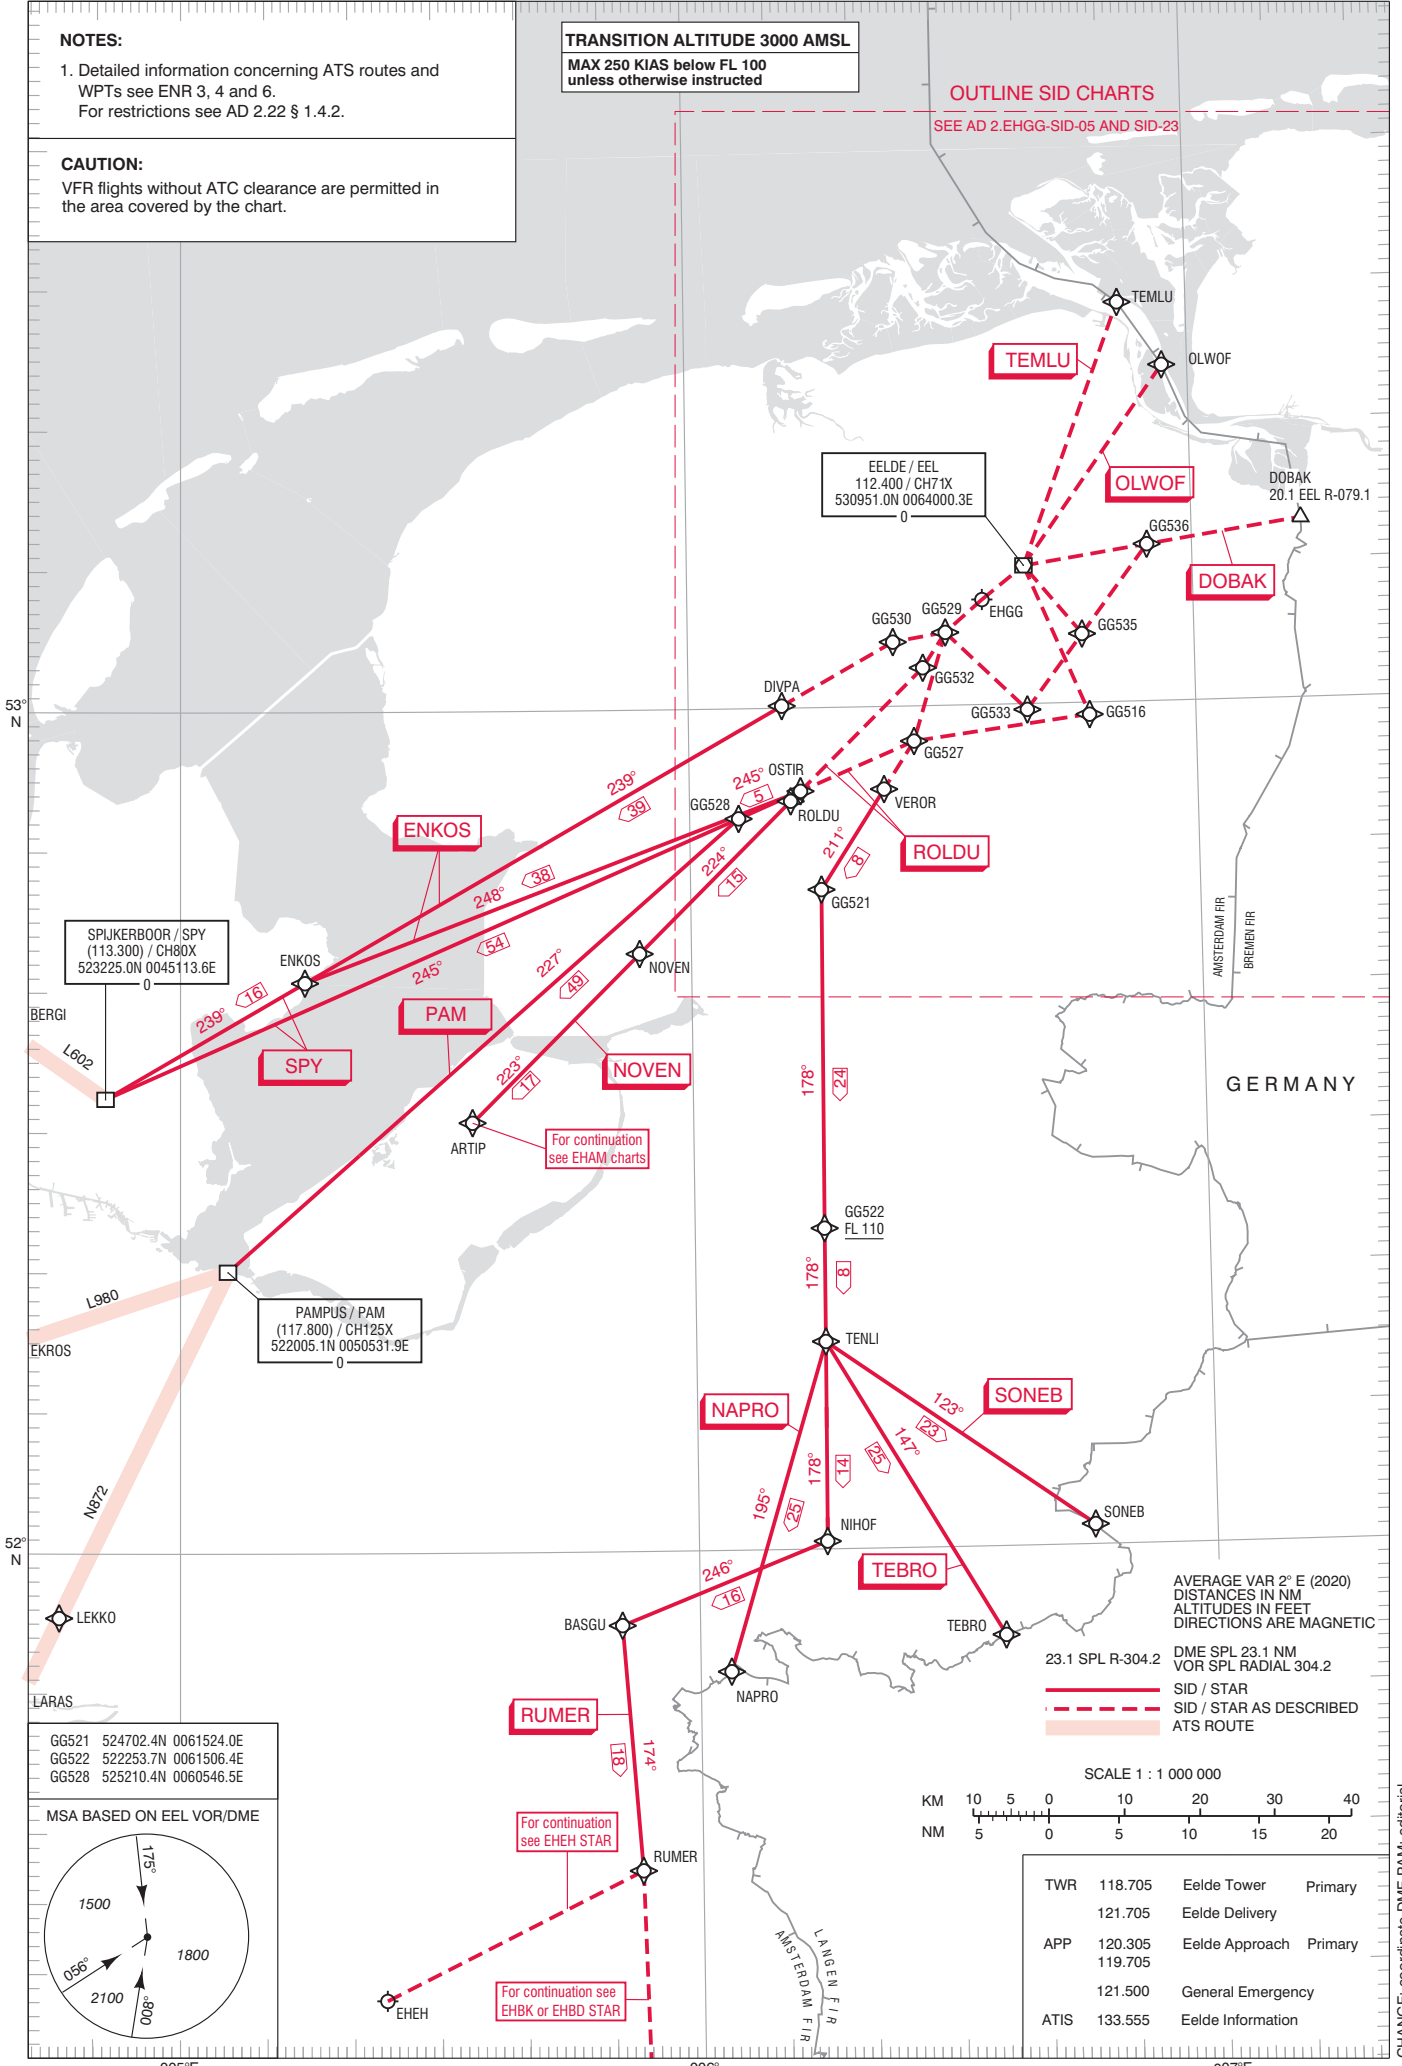 NOTES:
1. Detailed information concerning ATS routes and
WPTs see ENR 3, 4 and 6.
For restrictions see AD 2.22 § 1.4.2.
CAUTION:
VFR flights without ATC clearance are permitted in
the area covered by the chart.
TRANSITION ALTITUDE 3000 AMSL
MAX 250 KIAS below FL 100
unless otherwise instructed
OUTLINE SID CHARTS
SEE AD 2.EHGG-SID-05 AND SID-23
TEMLU
TEMLU
OLWOF
EELDE / EEL
112.400 / CH71X
530951.0N 0064000.3E
0
OLWOF
DOBAK
20.1 EEL R-079.1
GG536
DOBAK
EHGG
GG529
GG530
GG535
GG532
DIVPA
53°
N
GG533
GG516
GG527
239°
39
245°
5
OSTIR
GG528
ROLDU
VEROR
ENKOS
224°
15
211°
8
ROLDU
248°
38
GG521
SPIJKERBOOR / SPY
(113.300) / CH80X
523225.0N 0045113.6E
0
54
245°
ENKOS
227°
49
NOVEN
AMSTERDAM FIR
BREMEN FIR
239°
16
BERGI
PAM
L602
SPY
NOVEN
223°
17
178°
24
GERMANY
ARTIP
For continuation
see EHAM charts
GG522
FL 110
178°
8
L980
PAMPUS / PAM
(117.800) / CH125X
522005.1N 0050531.9E
0
EKROS
TENLI
NAPRO
SONEB
123°
23
147°
25
178°
14
195°
25
N872
SONEB
NIHOF
52°
N
246°
16
TEBRO
LEKKO
BASGU
TEBRO
AVERAGE VAR 2° E (2020)
DISTANCES IN NM
ALTITUDES IN FEET
DIRECTIONS ARE MAGNETIC
23.1 SPL R-304.2
DME SPL 23.1 NM
VOR SPL RADIAL 304.2
SID / STAR
SID / STAR AS DESCRIBED
ATS ROUTE
NAPRO
LARAS
RUMER
18
174°
GG521 524702.4N 0061524.0E
GG522 522253.7N 0061506.4E
GG528 525210.4N 0060546.5E
SCALE 1 : 1 000 000
KM 10 5 0 10 20 30 40
NM 5 0 5 10 15 20
MSA BASED ON EEL VOR/DME
175°
1500
1800
056°
2100
008°
For continuation
see EHEH STAR
RUMER
LANGEN FIR
AMSTERDAM FIR
EHEH
For continuation see
EHBK or EHBD STAR
TWR 118.705 Eelde Tower Primary
121.705 Eelde Delivery
APP 120.305 Eelde Approach Primary
119.705
121.500 General Emergency
ATIS 133.555 Eelde Information